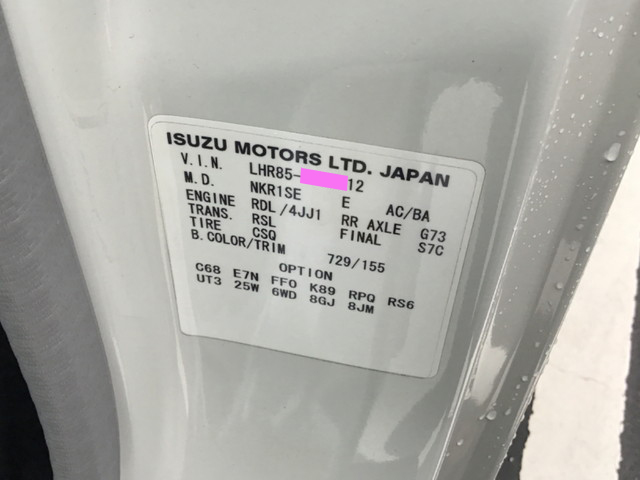 ISUZU MOTORS LTD. JAPAN
V.I.N. LHR85- 12
M.D. NKR1SE E AC/BA
ENGINE RDL/4JJ1 RR AXLE G73
TRANS. RSL FINAL S7C
TIRE CSQ
B.COLOR/TRIM 729/155
OPTION
C68 E7N FFO K89 RPQ RS6
UT3 25W 6WD 8GJ 8JM